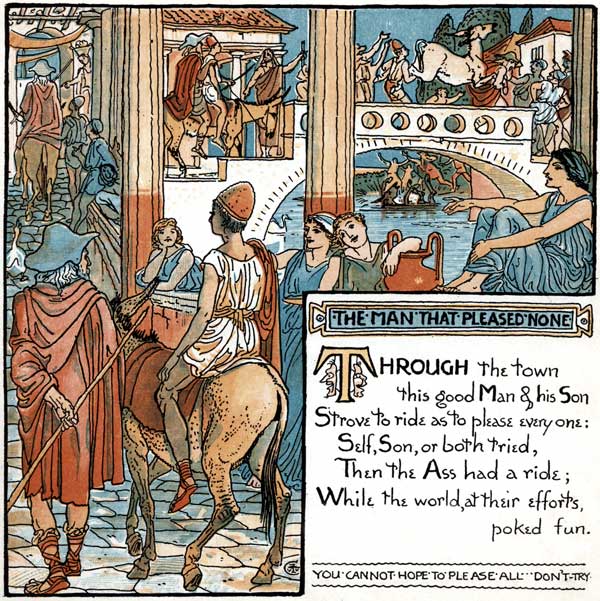 THE·MAN·THAT·PLEASED·NONE
THROUGH the town
this good Man & his Son
Strove to ride as to please every one:
Self, Son, or both tried,
Then the Ass had a ride;
While the world, at their efforts,
poked fun.
YOU·CANNOT·HOPE·TO·PLEASE·ALL···DON'T·TRY·